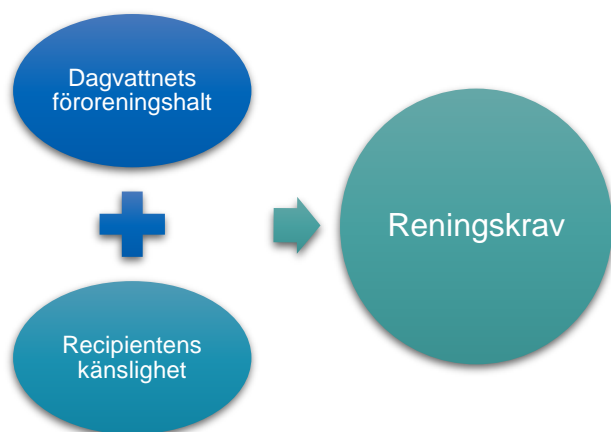 Dagvattnets
föroreningshalt
Recipientens
känslighet
Reningskrav